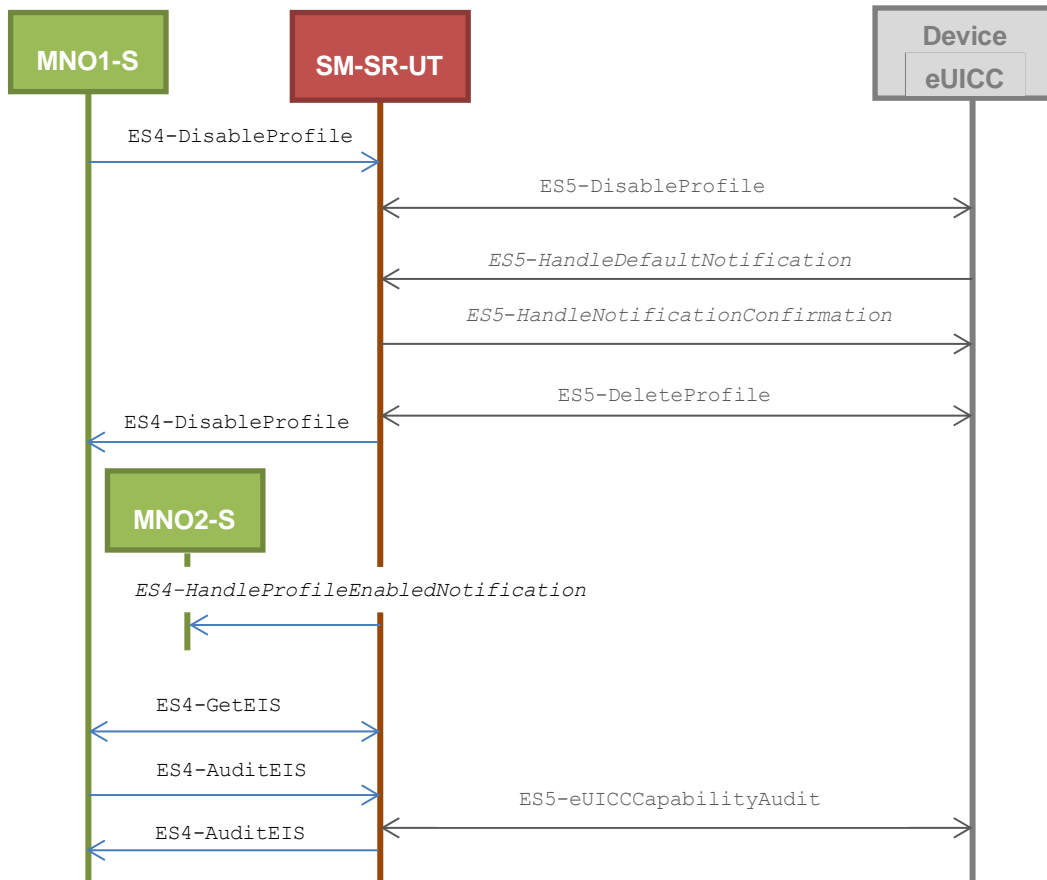 MNO1-S
SM-SR-UT
Device
eUICC
ES4-DisableProfile
ES5-DisableProfile
ES5-HandleDefaultNotification
ES5-HandleNotificationConfirmation
ES5-DeleteProfile
ES4-DisableProfile
MNO2-S
ES4-HandleProfileEnabledNotification
ES4-GetEIS
ES4-AuditEIS
ES5-eUICCCapabilityAudit
ES4-AuditEIS